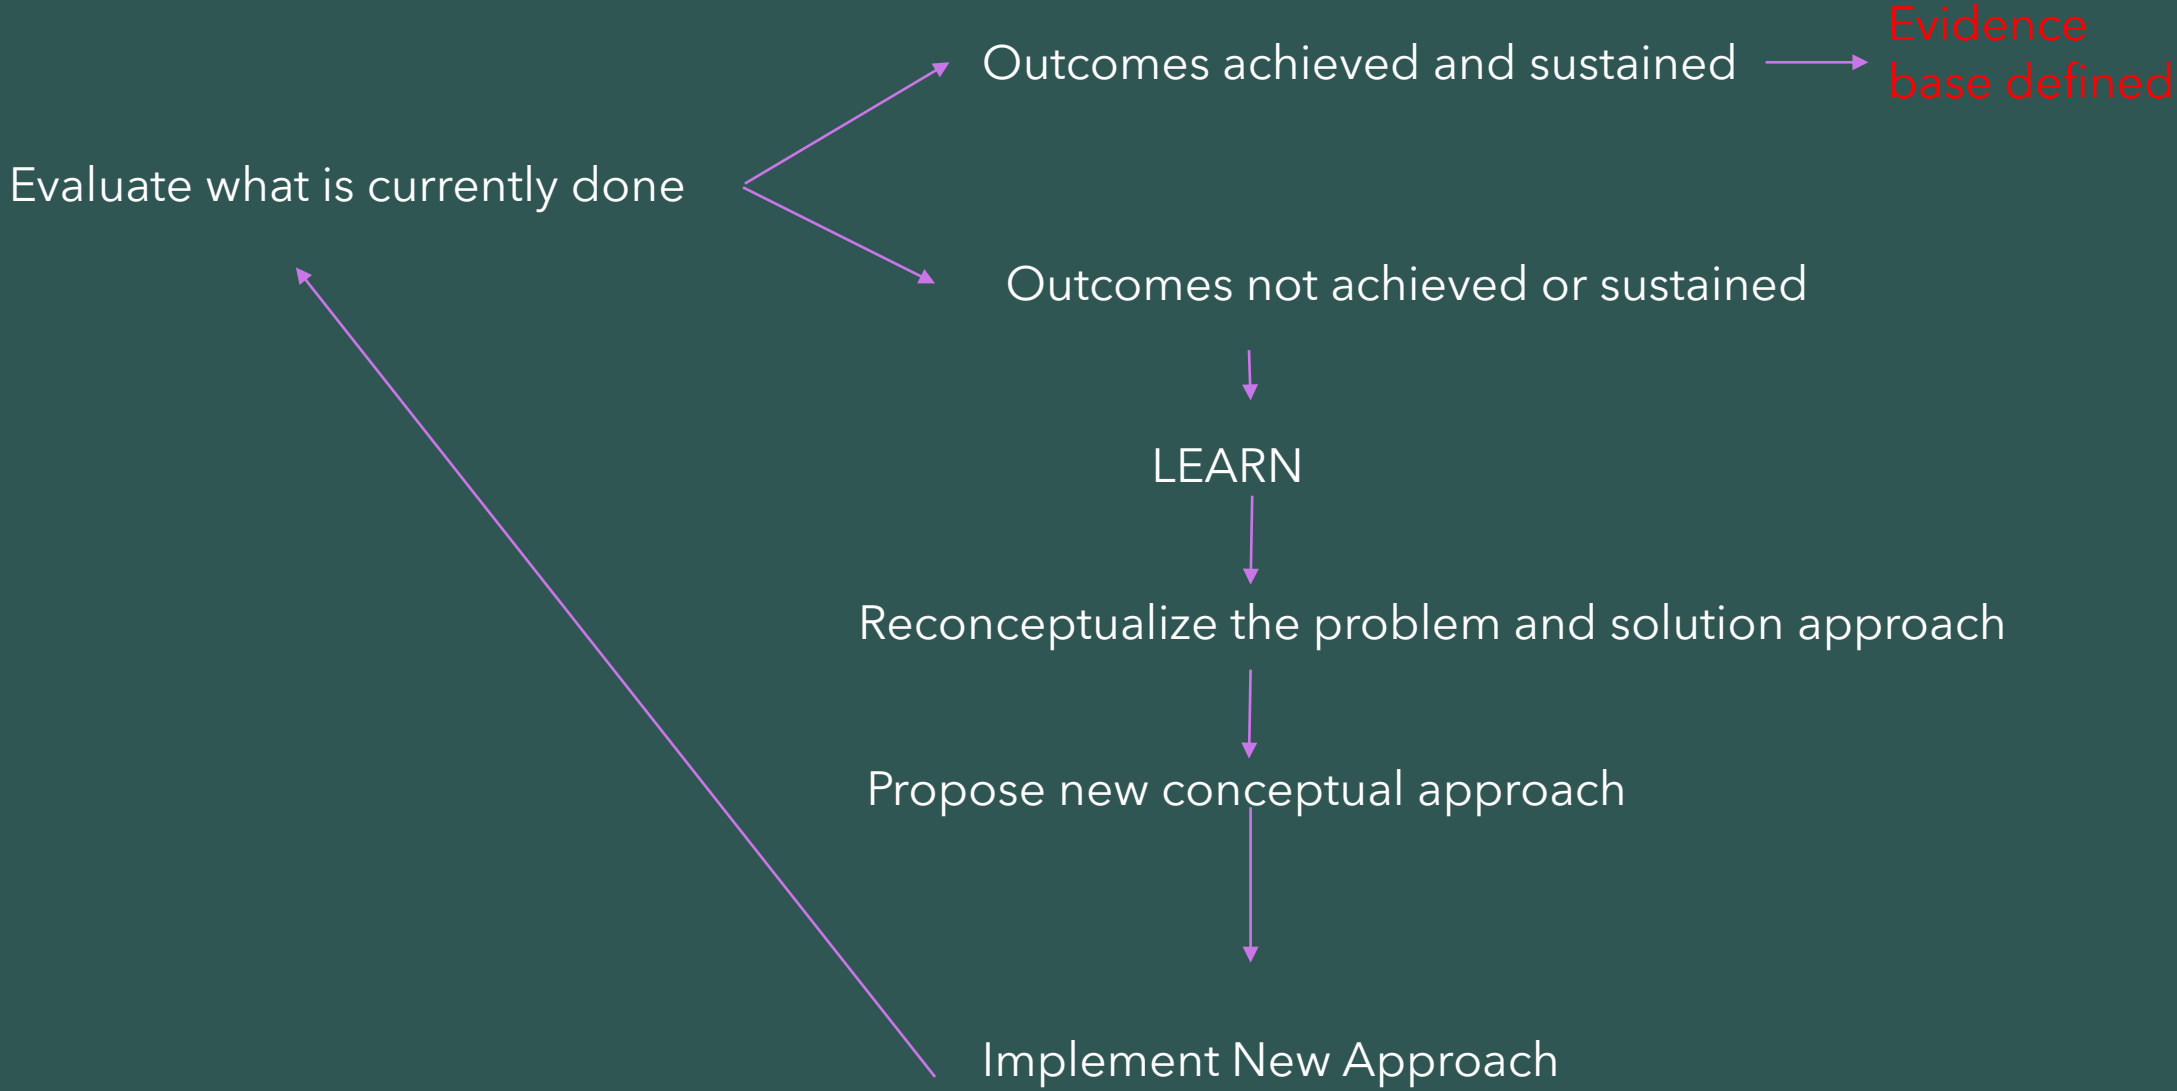 Evaluate what is currently done
Outcomes achieved and sustained
Evidence
base defined
Outcomes not achieved or sustained
LEARN
Reconceptualize the problem and solution approach
Propose new conceptual approach
Implement New Approach